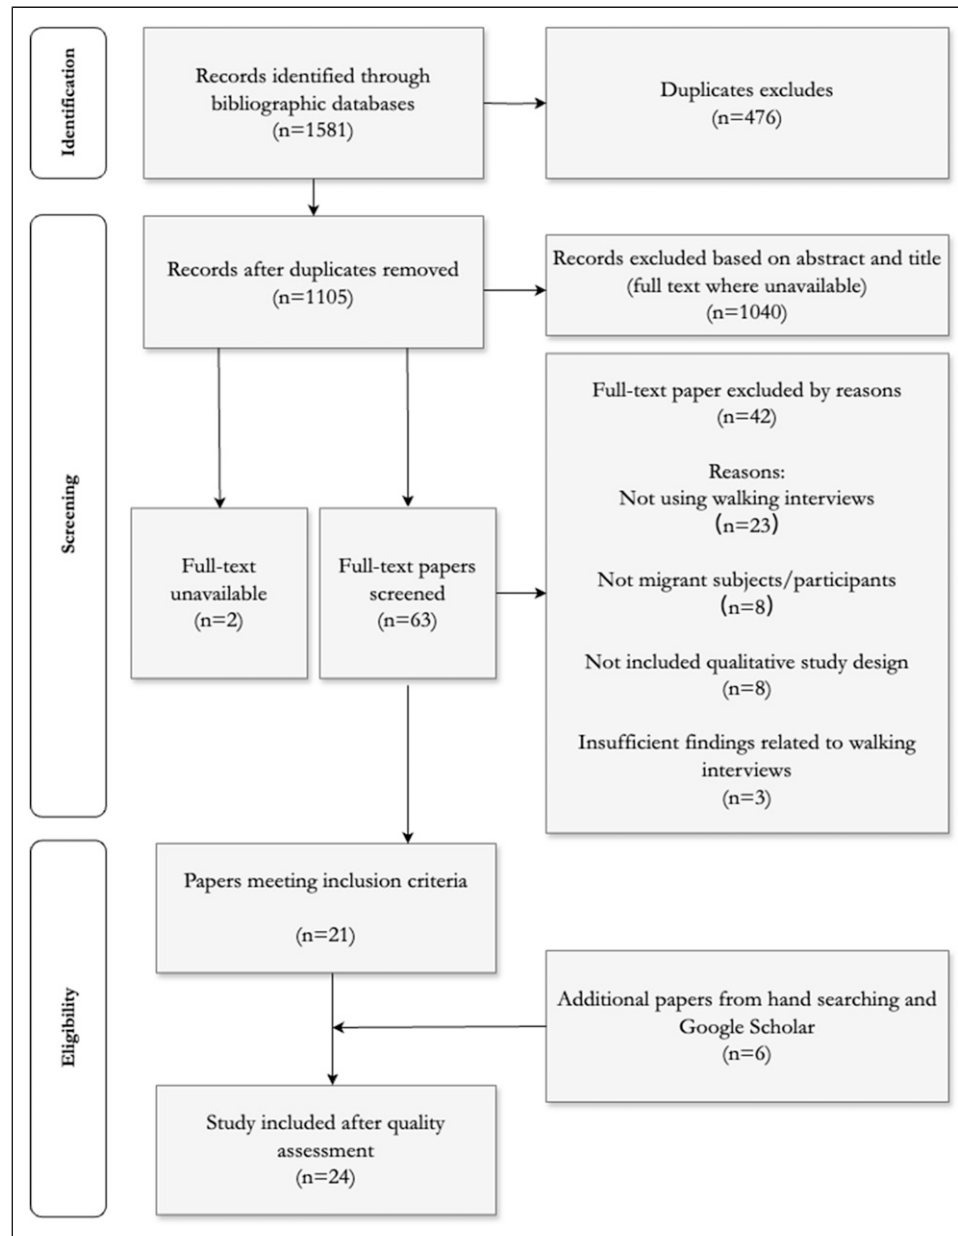 Identification
Records identified through
bibliographic databases
(n=1581)
Duplicates excludes
(n=476)
Screening
Records after duplicates removed
(n=1105)
Records excluded based on abstract and title
(full text where unavailable)
(n=1040)
Full-text
unavailable
(n=2)
Full-text papers
screened
(n=63)
Full-text paper excluded by reasons
(n=42)
Reasons:
Not using walking interviews
(n=23)
Not migrant subjects/participants
(n=8)
Not included qualitative study design
(n=8)
Insufficient findings related to walking
interviews
(n=3)
Eligibility
Papers meeting inclusion criteria
(n=21)
Additional papers from hand searching and
Google Scholar
(n=6)
Study included after quality
assessment
(n=24)